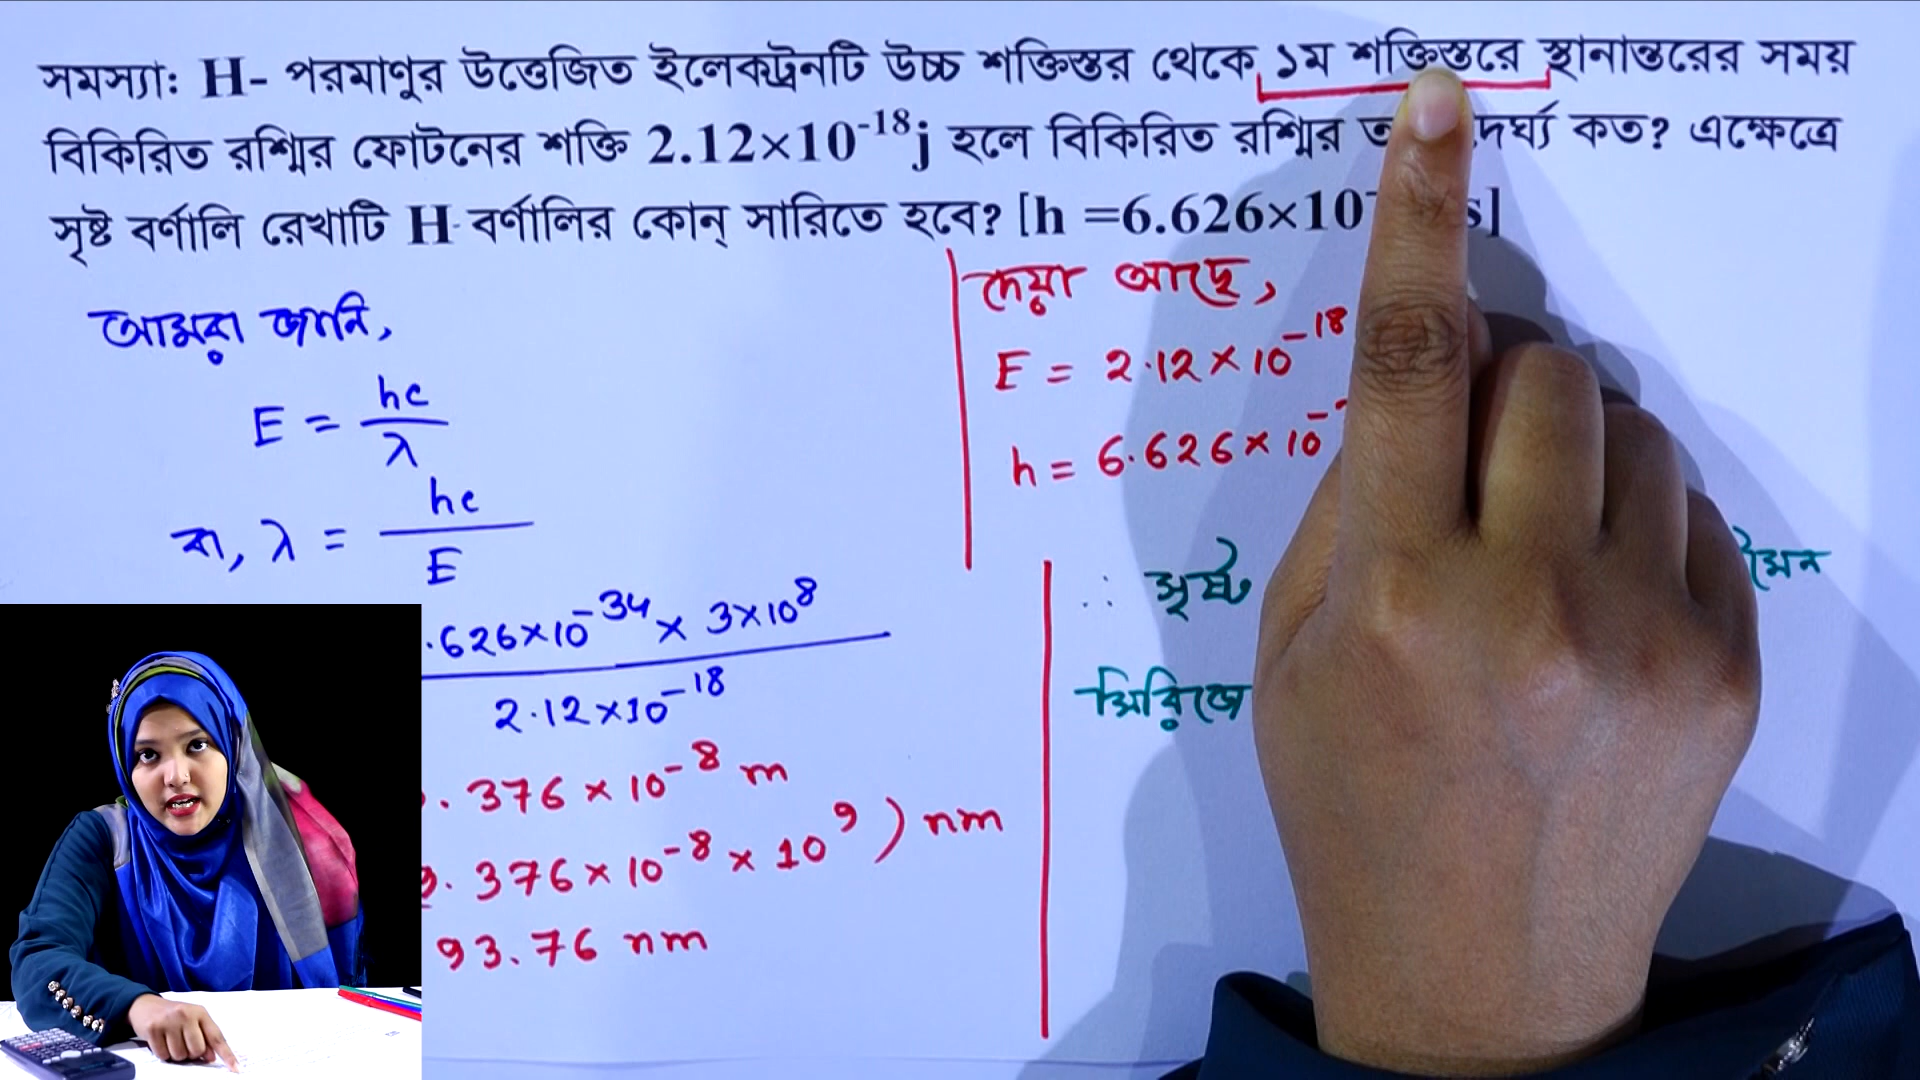 সমস্যা: H- পরমাণুর উত্তেজিত ইলেকট্রনটি উচ্চ শক্তিস্তর থেকে ১ম শক্তিস্তরে স্থানান্তরের সময়
বিকিরিত রশ্মির ফোটনের শক্তি 2.12×10⁻¹⁸j হলে বিকিরিত রশ্মির কত? এক্ষেত্রে
সৃষ্ট বর্ণালি রেখাটি H বর্ণালির কোন্ সারিতে হবে? [h =6.626×10⁻ s]
আমরা জানি,
E = hc/λ
বা, λ = hc/E
.626×10⁻³⁴ × 3×10⁸ / 2.12×10⁻¹⁸
.376 × 10⁻⁸ m
9.376 × 10⁻⁸ × 10⁹) nm
93.76 nm
দেয়া আছে,
E = 2.12 × 10⁻¹⁸
h = 6.626 × 10⁻
∴ সৃষ্ট
সিরিজে